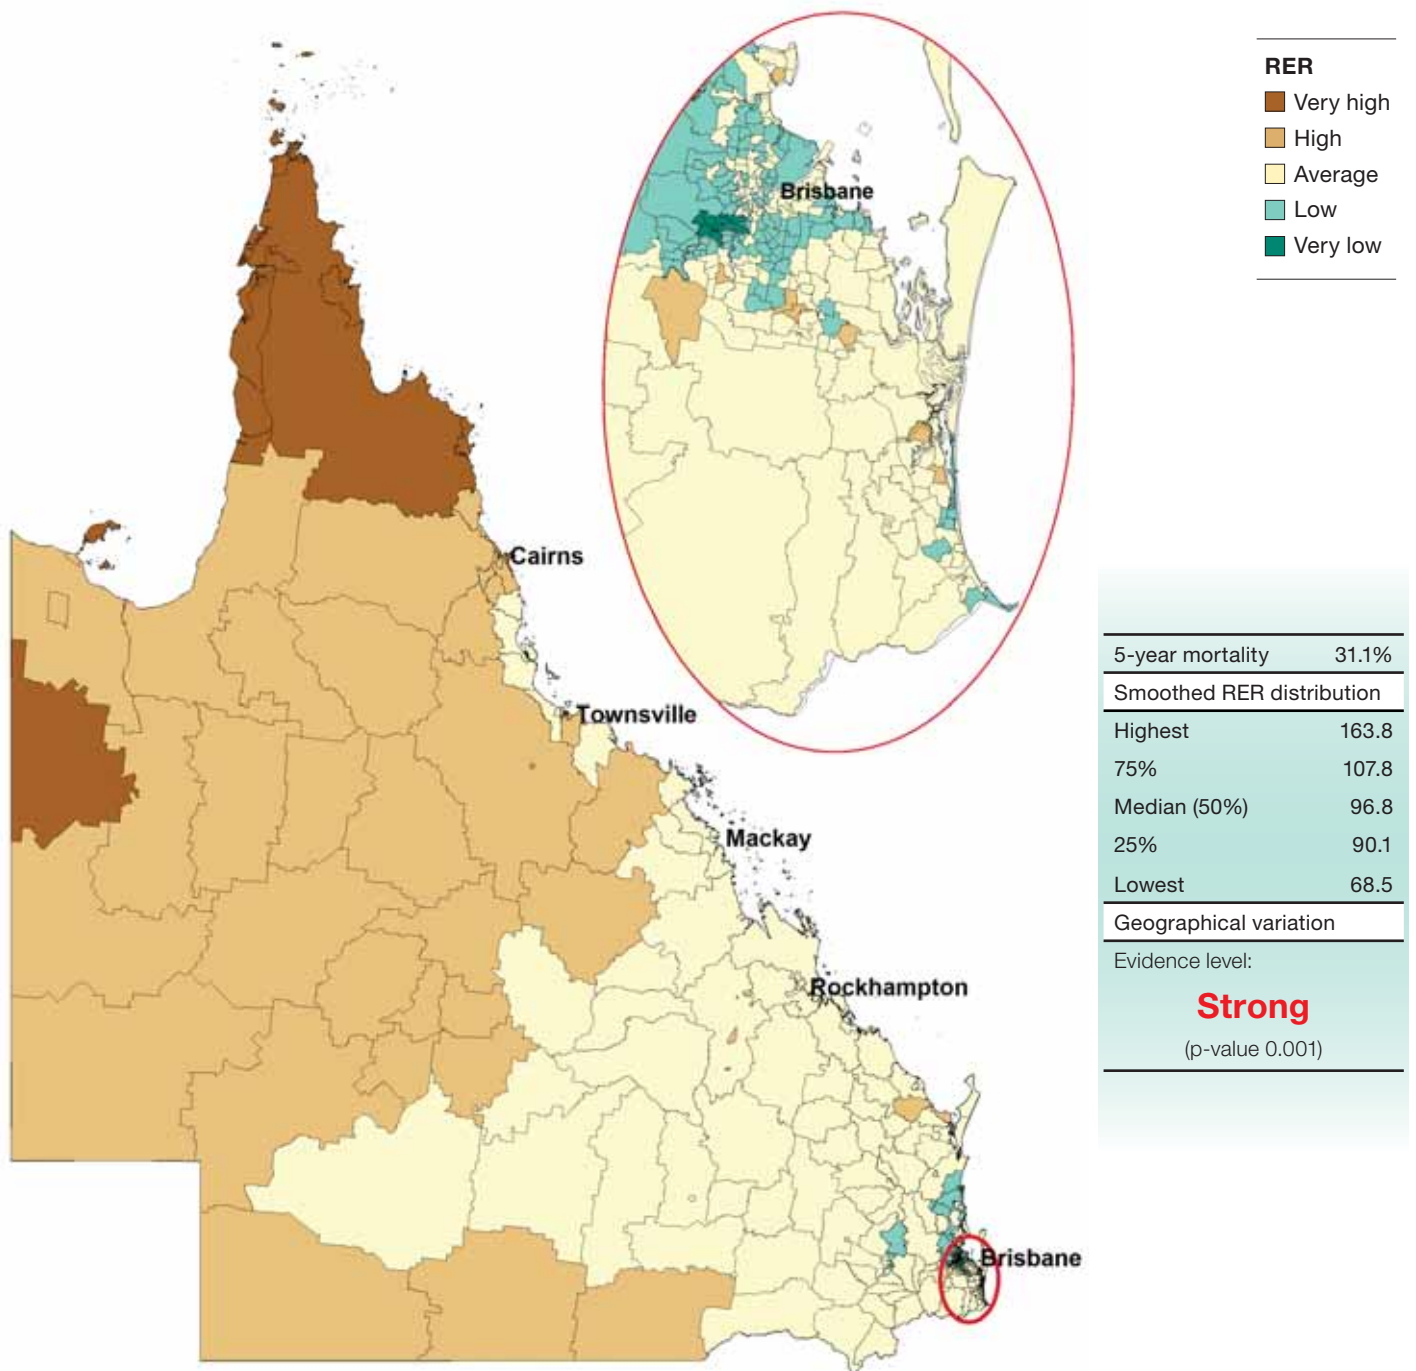 RER
Very high
High
Average
Low
Very low
Brisbane
Cairns
Townsville
Mackay
Rockhampton
Brisbane
5-year mortality 31.1%
Smoothed RER distribution
Highest 163.8
75% 107.8
Median (50%) 96.8
25% 90.1
Lowest 68.5
Geographical variation
Evidence level:
Strong
(p-value 0.001)